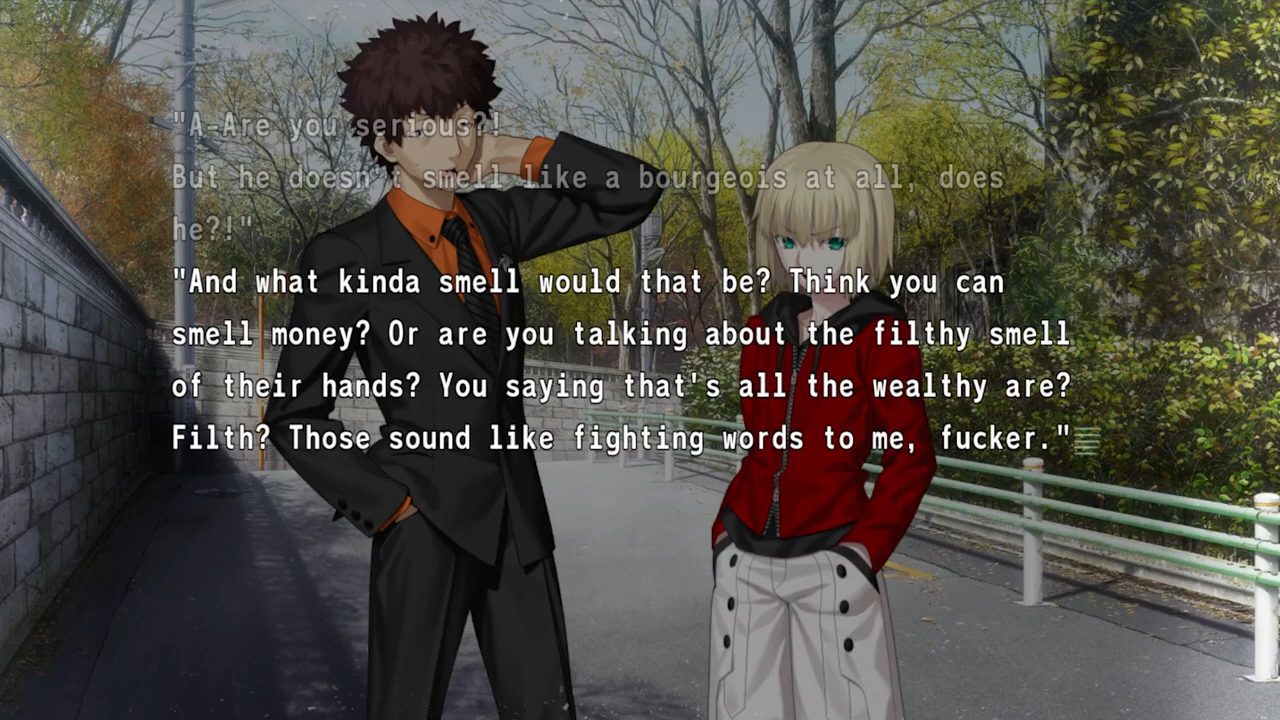 "A-Are you serious?!
But he doesn't smell like a bourgeois at all, does
he?!"
"And what kinda smell would that be? Think you can
smell money? Or are you talking about the filthy smell
of their hands? You saying that's all the wealthy are?
Filth? Those sound like fighting words to me, fucker."